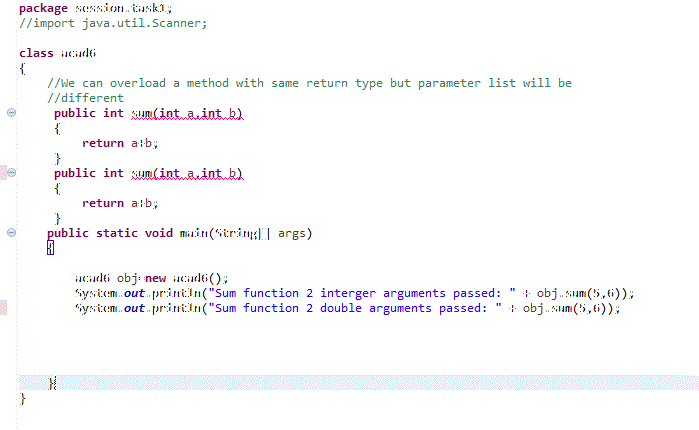 package session.task1;
//import java.util.Scanner;
class acad6
{
//We can overload a method with same return type but parameter list will be
//different
public int sum(int a,int b)
{
return a+b;
}
public int sum(int a,int b)
{
return a+b;
}
public static void main(String[] args)
{
acad6 obj=new acad6();
System.out.println("Sum function 2 interger arguments passed: " + obj.sum(5,6));
System.out.println("Sum function 2 double arguments passed: " + obj.sum(5,6));
}
}